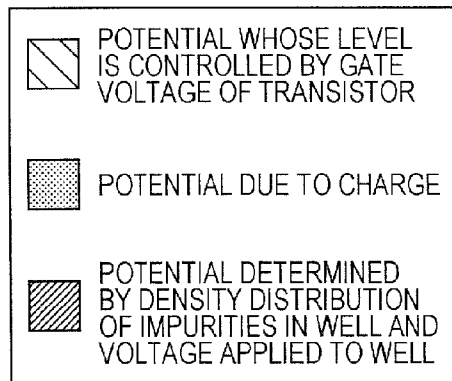 POTENTIAL WHOSE LEVEL
IS CONTROLLED BY GATE
VOLTAGE OF TRANSISTOR
POTENTIAL DUE TO CHARGE
POTENTIAL DETERMINED
BY DENSITY DISTRIBUTION
OF IMPURITIES IN WELL AND
VOLTAGE APPLIED TO WELL